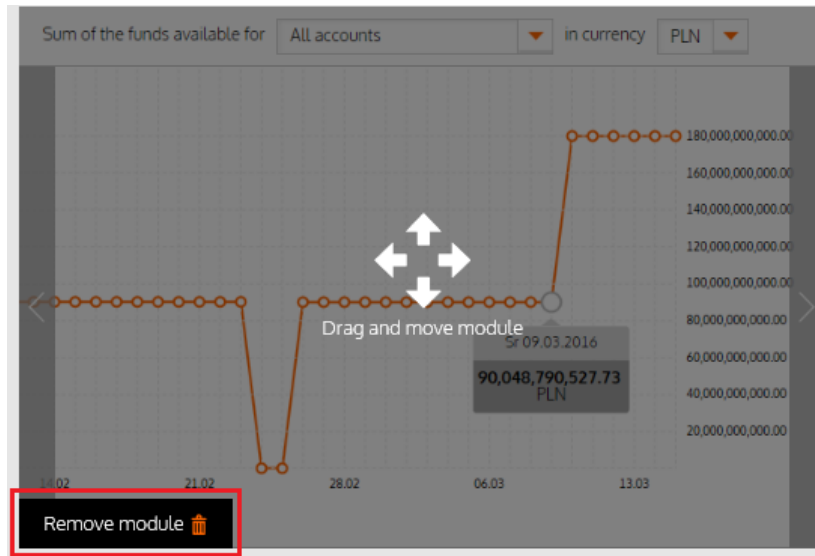 Sum of the funds available for All accounts in currency PLN
180,000,000,000.00
160,000,000,000.00
140,000,000,000.00
120,000,000,000.00
100,000,000,000.00
80,000,000,000.00
60,000,000,000.00
40,000,000,000.00
20,000,000,000.00
Drag and move module
Sr 09.03.2016
90,048,790,527.73
PLN
14.02 21.02 28.02 06.03 13.03
Remove module